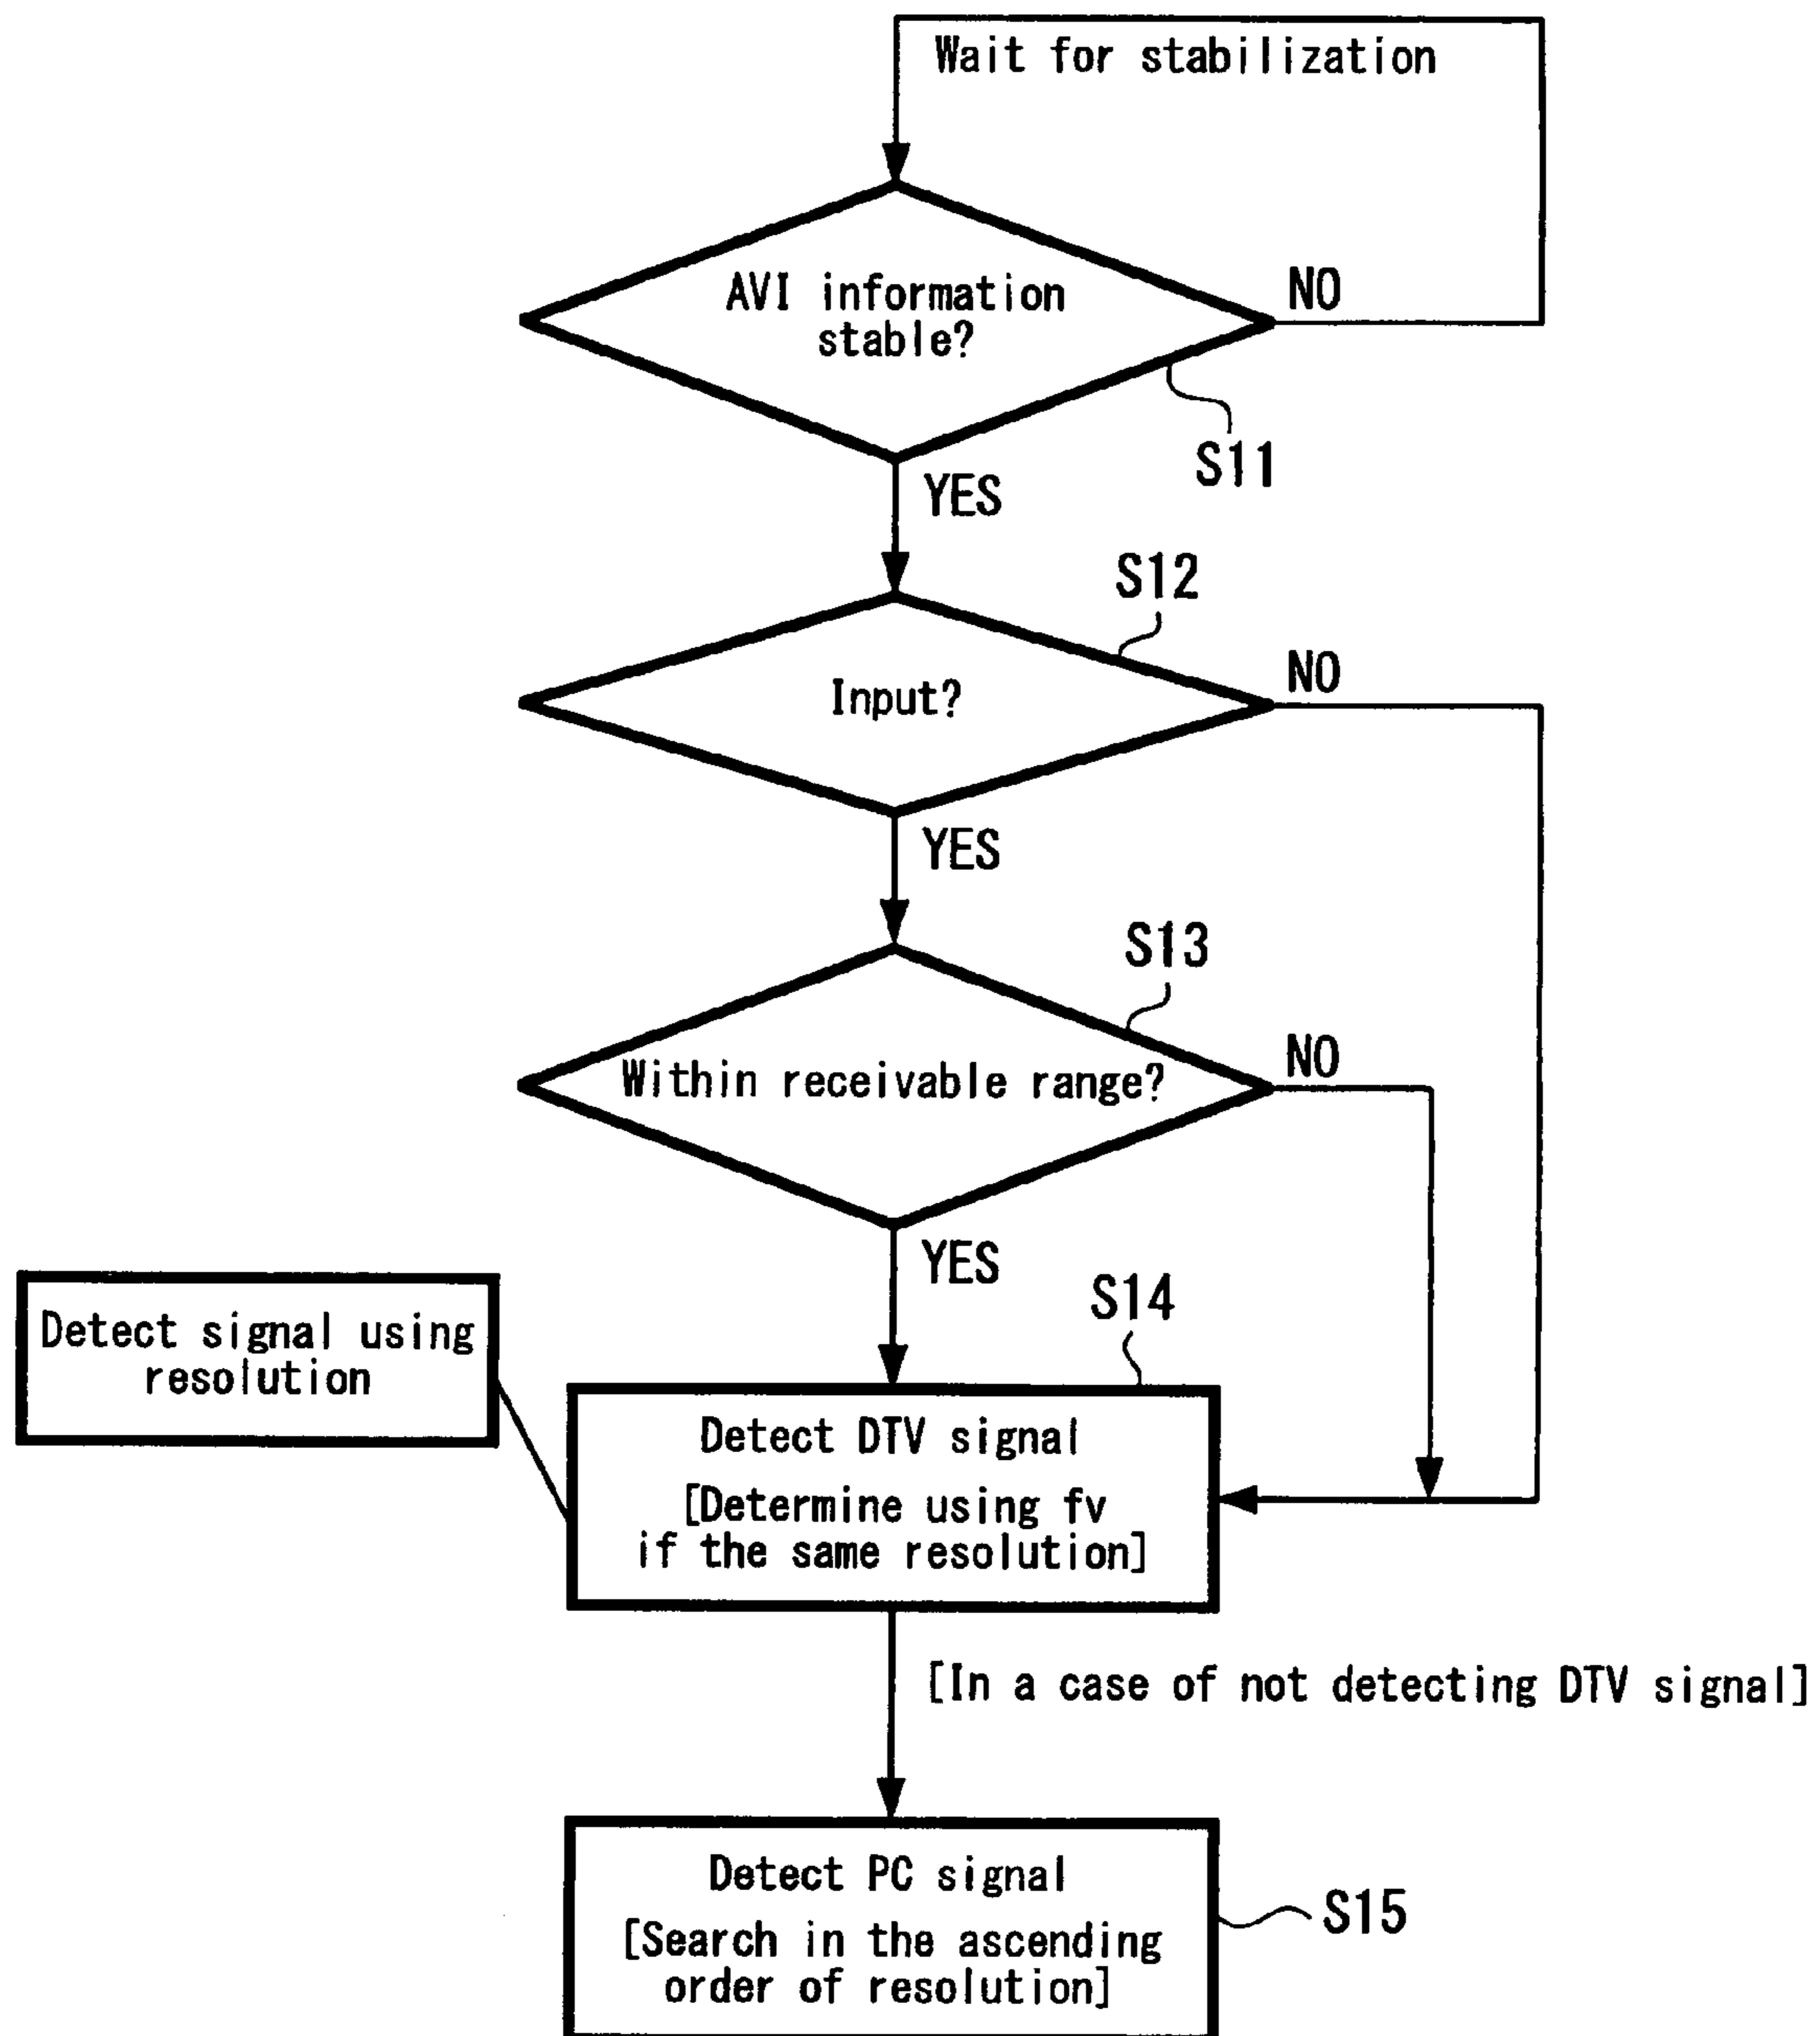 Wait for stabilization
AVI information
stable?
NO
S11
YES
S12
Input?
NO
YES
S13
Within receivable range?
NO
YES
S14
Detect signal using
resolution
Detect DTV signal
[Determine using fv
if the same resolution]
[In a case of not detecting DTV signal]
Detect PC signal
[Search in the ascending
order of resolution]
S15